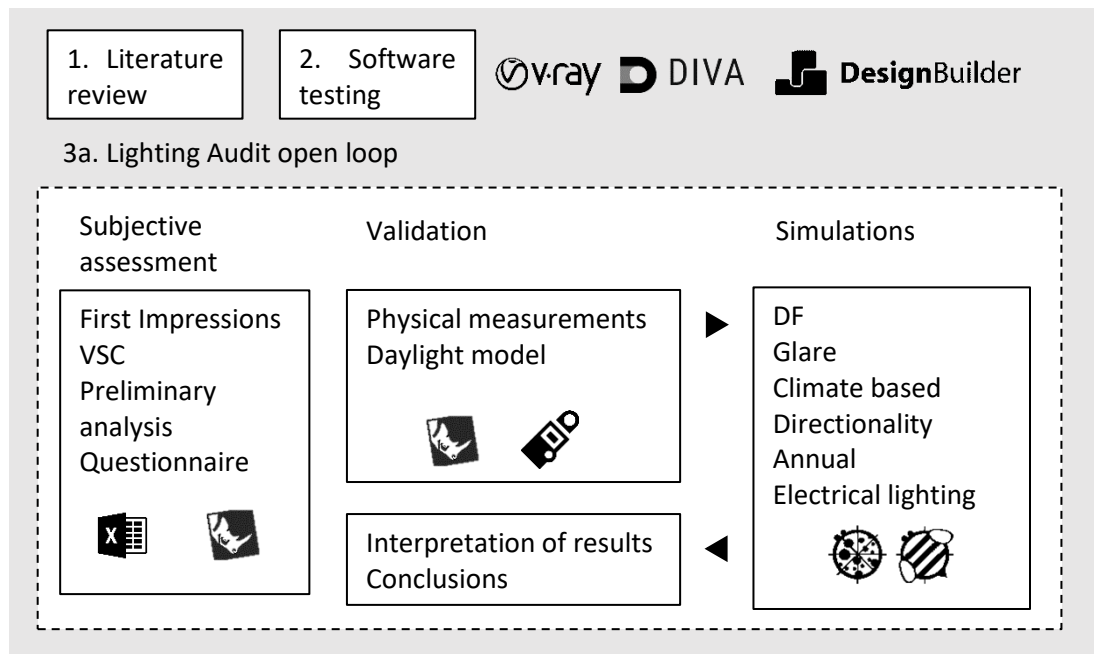 1. Literature
review
2. Software
testing
v·ray
DIVA
DesignBuilder
3a. Lighting Audit open loop
Subjective
assessment
First Impressions
VSC
Preliminary
analysis
Questionnaire
X
Validation
Physical measurements
Daylight model
Simulations
DF
Glare
Climate based
Directionality
Annual
Electrical lighting
Interpretation of results
Conclusions